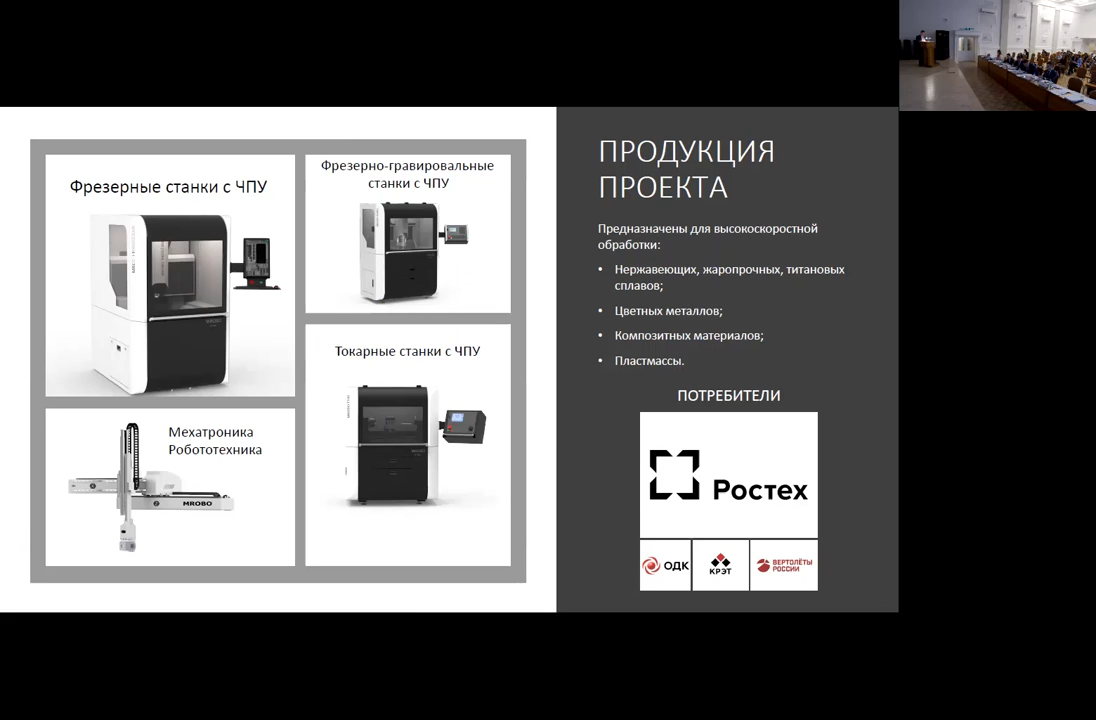 Фрезерные станки с ЧПУ
Фрезерно-гравировальные
станки с ЧПУ
Токарные станки с ЧПУ
Мехатроника
Робототехника
MROBO
ПРОДУКЦИЯ
ПРОЕКТА
Предназначены для высокоскоростной
обработки:
• Нержавеющих, жаропрочных, титановых
сплавов;
• Цветных металлов;
• Композитных материалов;
• Пластмассы.
ПОТРЕБИТЕЛИ
Ростех
ОДК
КРЭТ
ВЕРТОЛЁТЫ
РОССИИ